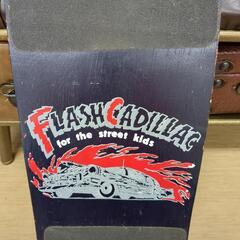 FLASH CADILLAC
for the street kids